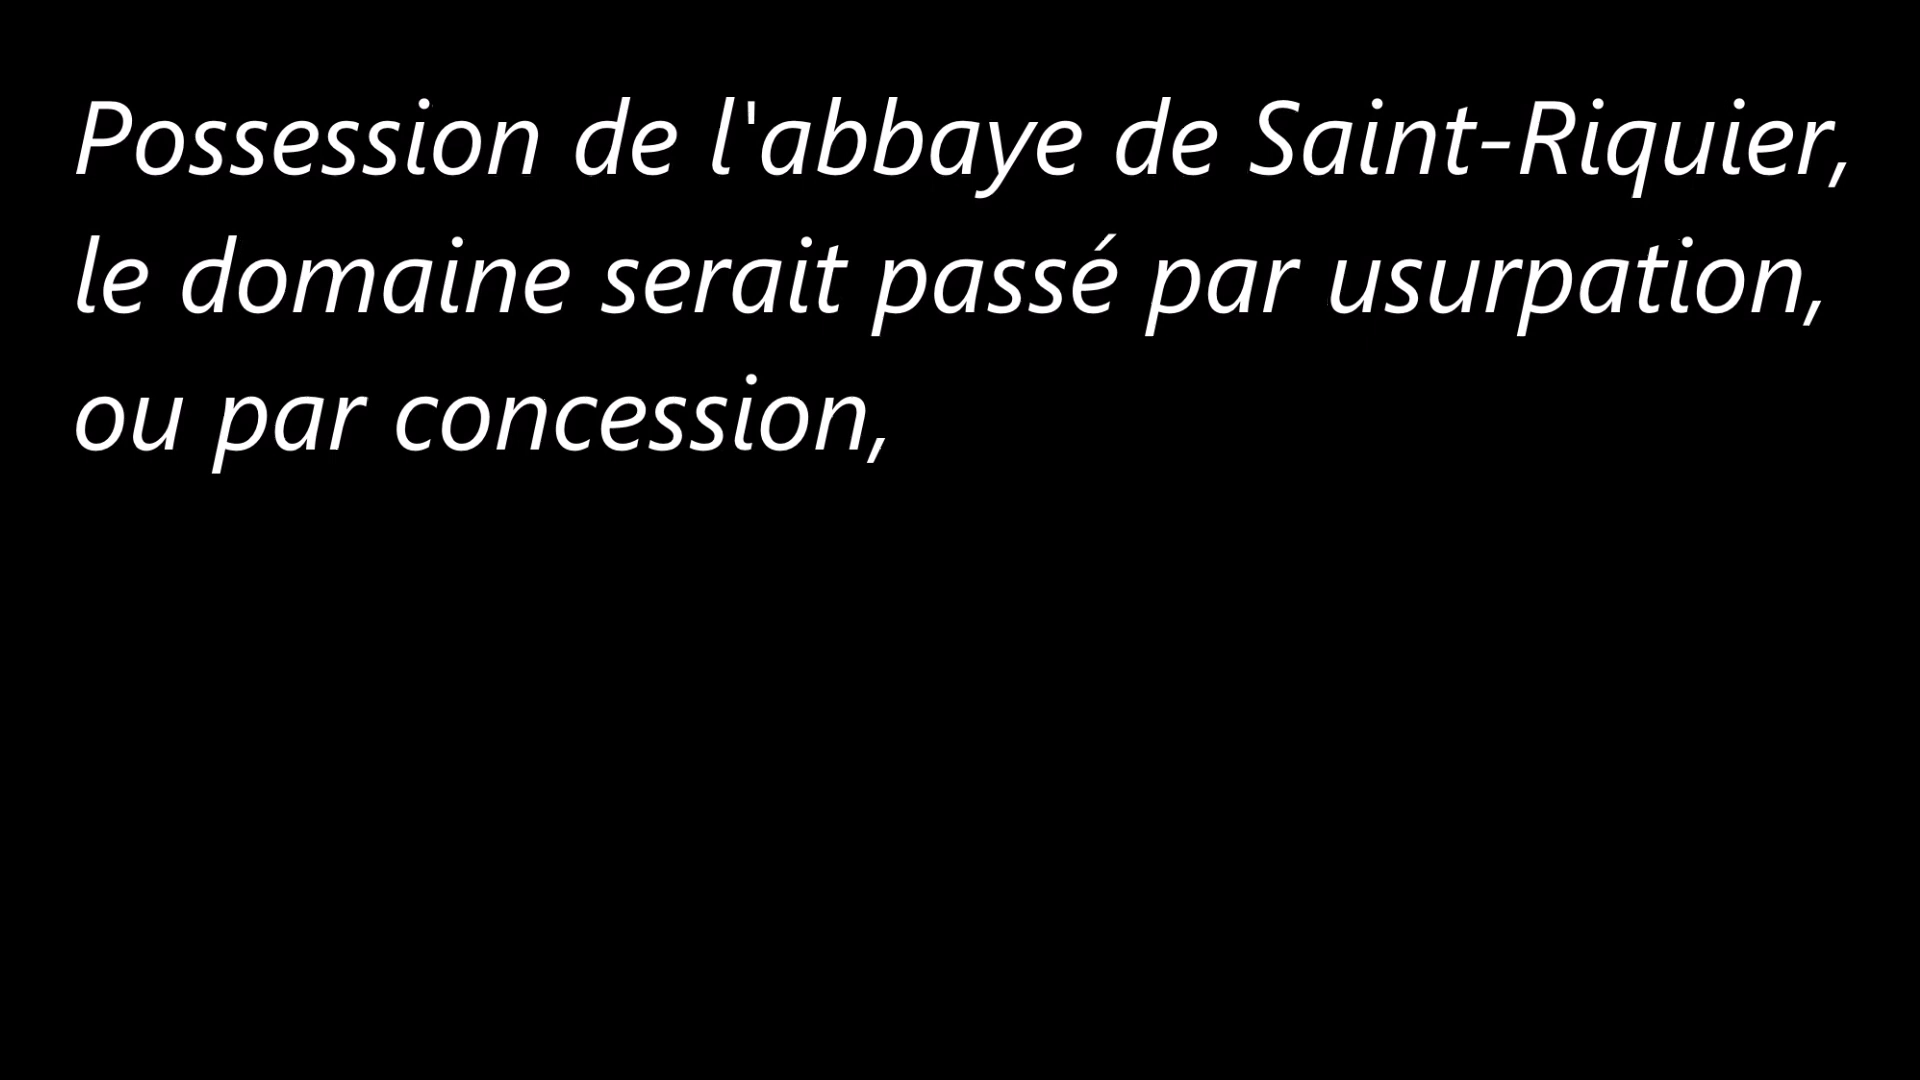 Possession de l'abbaye de Saint-Riquier,
le domaine serait passé par usurpation,
ou par concession,